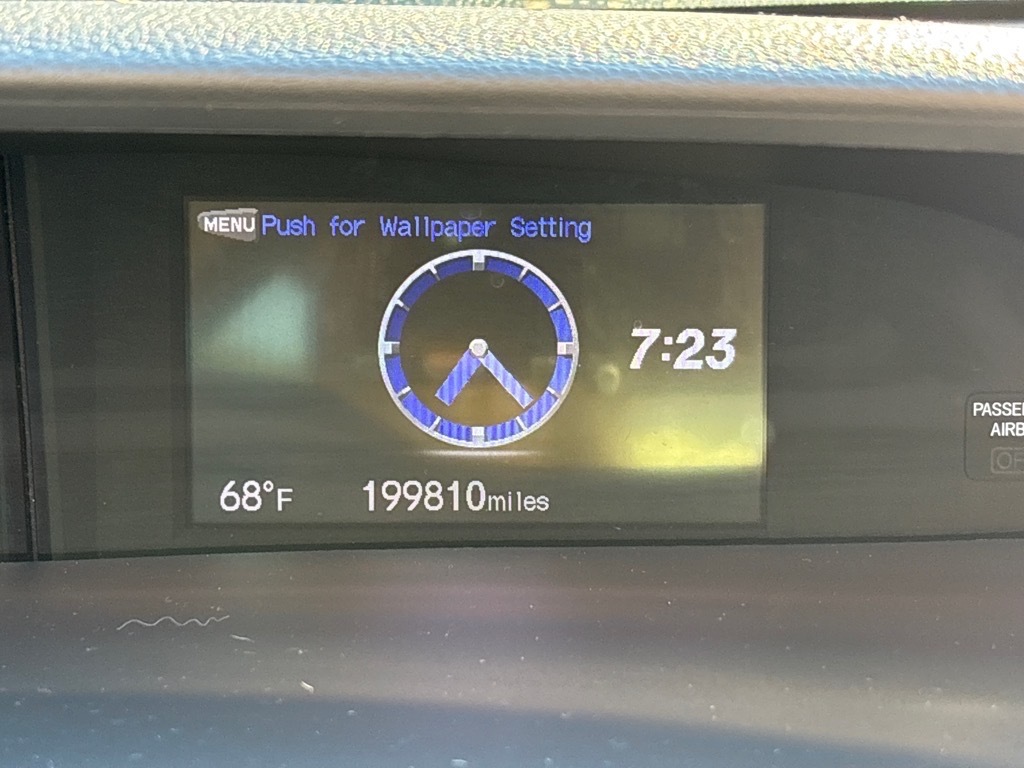 MENU Push for Wallpaper Setting
7:23
68°F 199810miles